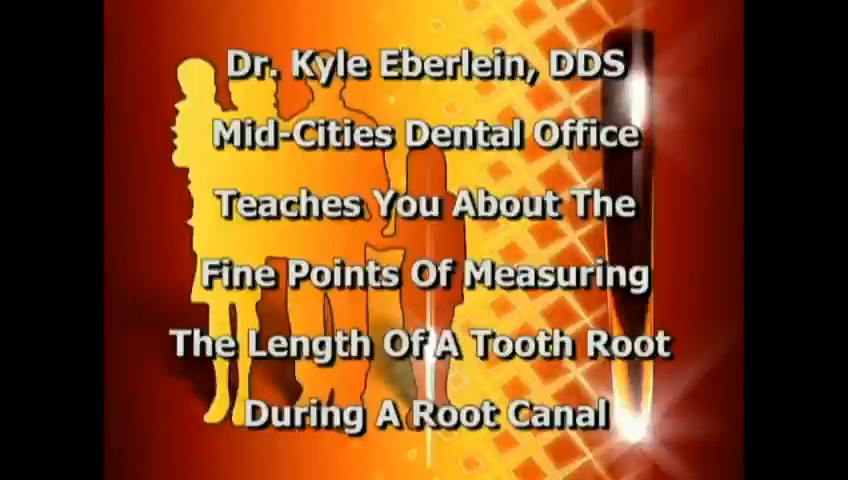 Dr. Kyle Eberlein, DDS
Mid-Cities Dental Office
Teaches You About The
Fine Points Of Measuring
The Length Of A Tooth Root
During A Root Canal